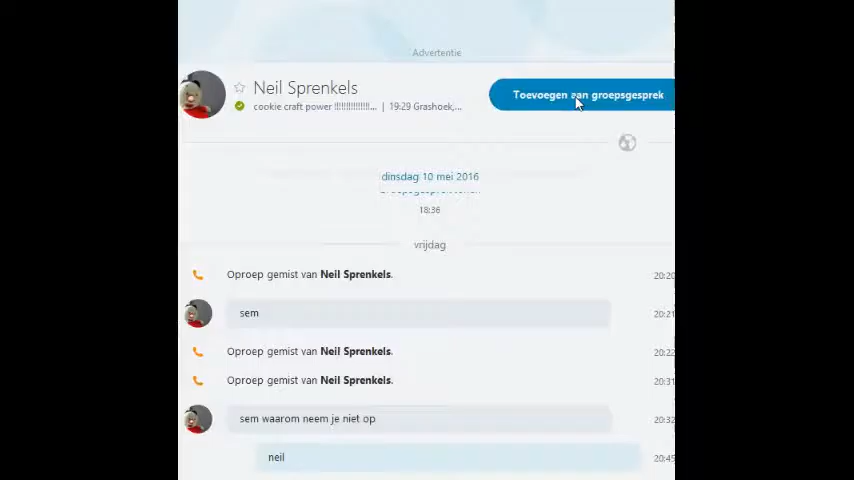 Advertentie
Neil Sprenkels
cookie craft power !!!!!!!!!!!!!!!... | 19:29 Grashoek,...
Toevoegen aan groepsgesprek
dinsdag 10 mei 2016
18:36
vrijdag
Oproep gemist van Neil Sprenkels. 20:20
sem 20:21
Oproep gemist van Neil Sprenkels. 20:22
Oproep gemist van Neil Sprenkels. 20:31
sem waarom neem je niet op 20:32
neil 20:45